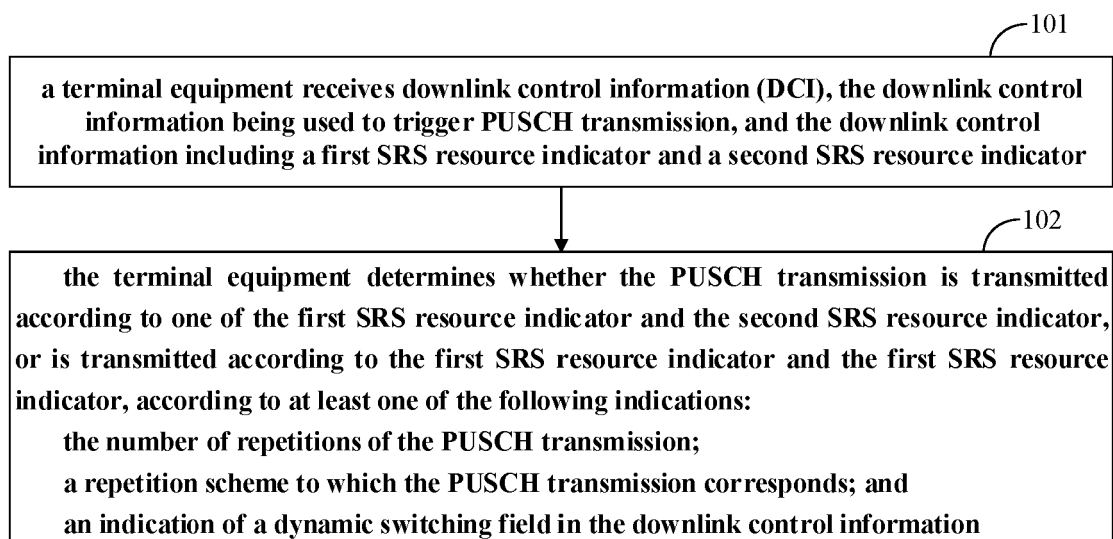 101
a terminal equipment receives downlink control information (DCI), the downlink control
information being used to trigger PUSCH transmission, and the downlink control
information including a first SRS resource indicator and a second SRS resource indicator
102
the terminal equipment determines whether the PUSCH transmission is transmitted
according to one of the first SRS resource indicator and the second SRS resource indicator,
or is transmitted according to the first SRS resource indicator and the first SRS resource
indicator, according to at least one of the following indications:
the number of repetitions of the PUSCH transmission;
a repetition scheme to which the PUSCH transmission corresponds; and
an indication of a dynamic switching field in the downlink control information